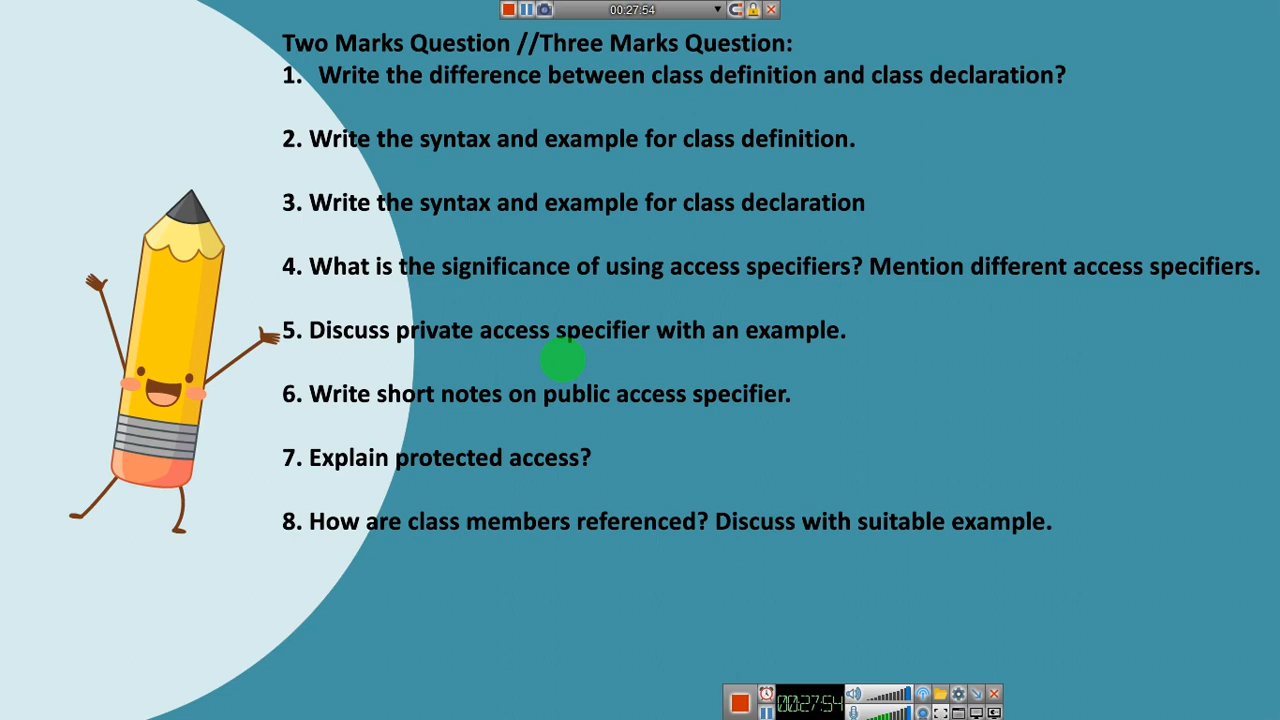 00:27:54
Two Marks Question //Three Marks Question:
1. Write the difference between class definition and class declaration?
2. Write the syntax and example for class definition.
3. Write the syntax and example for class declaration
4. What is the significance of using access specifiers? Mention different access specifiers.
5. Discuss private access specifier with an example.
6. Write short notes on public access specifier.
7. Explain protected access?
8. How are class members referenced? Discuss with suitable example.
00:27:54